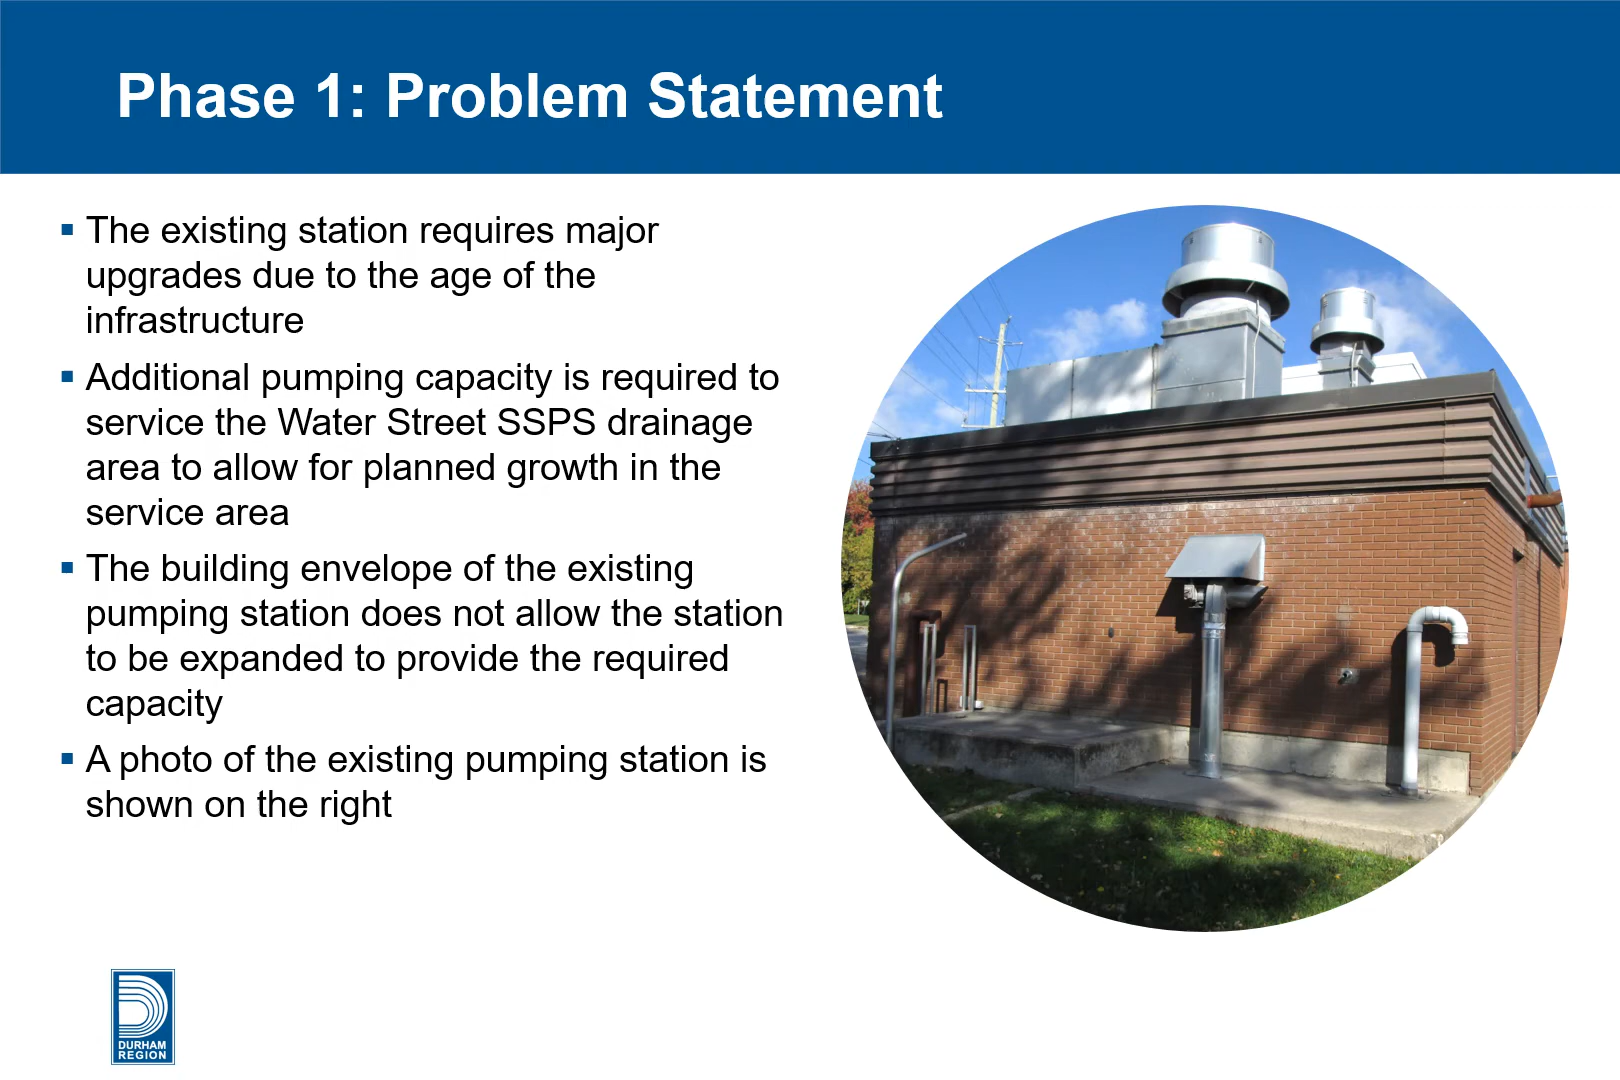 Phase 1: Problem Statement
The existing station requires major
upgrades due to the age of the
infrastructure
Additional pumping capacity is required to
service the Water Street SSPS drainage
area to allow for planned growth in the
service area
The building envelope of the existing
pumping station does not allow the station
to be expanded to provide the required
capacity
A photo of the existing pumping station is
shown on the right
DURHAM
REGION